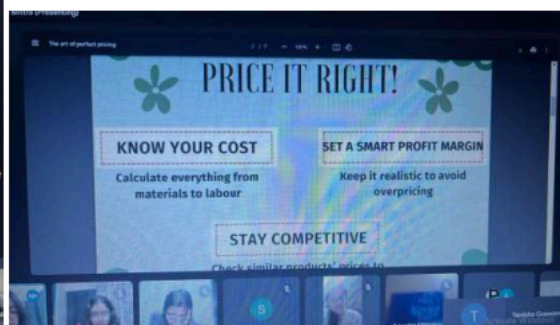 (Presenting)
The art of perfect pricing
PRICE IT RIGHT!
KNOW YOUR COST
Calculate everything from
materials to labour
SET A SMART PROFIT MARGIN
Keep it realistic to avoid
overpricing
STAY COMPETITIVE
Check similar products' prices to
S
T